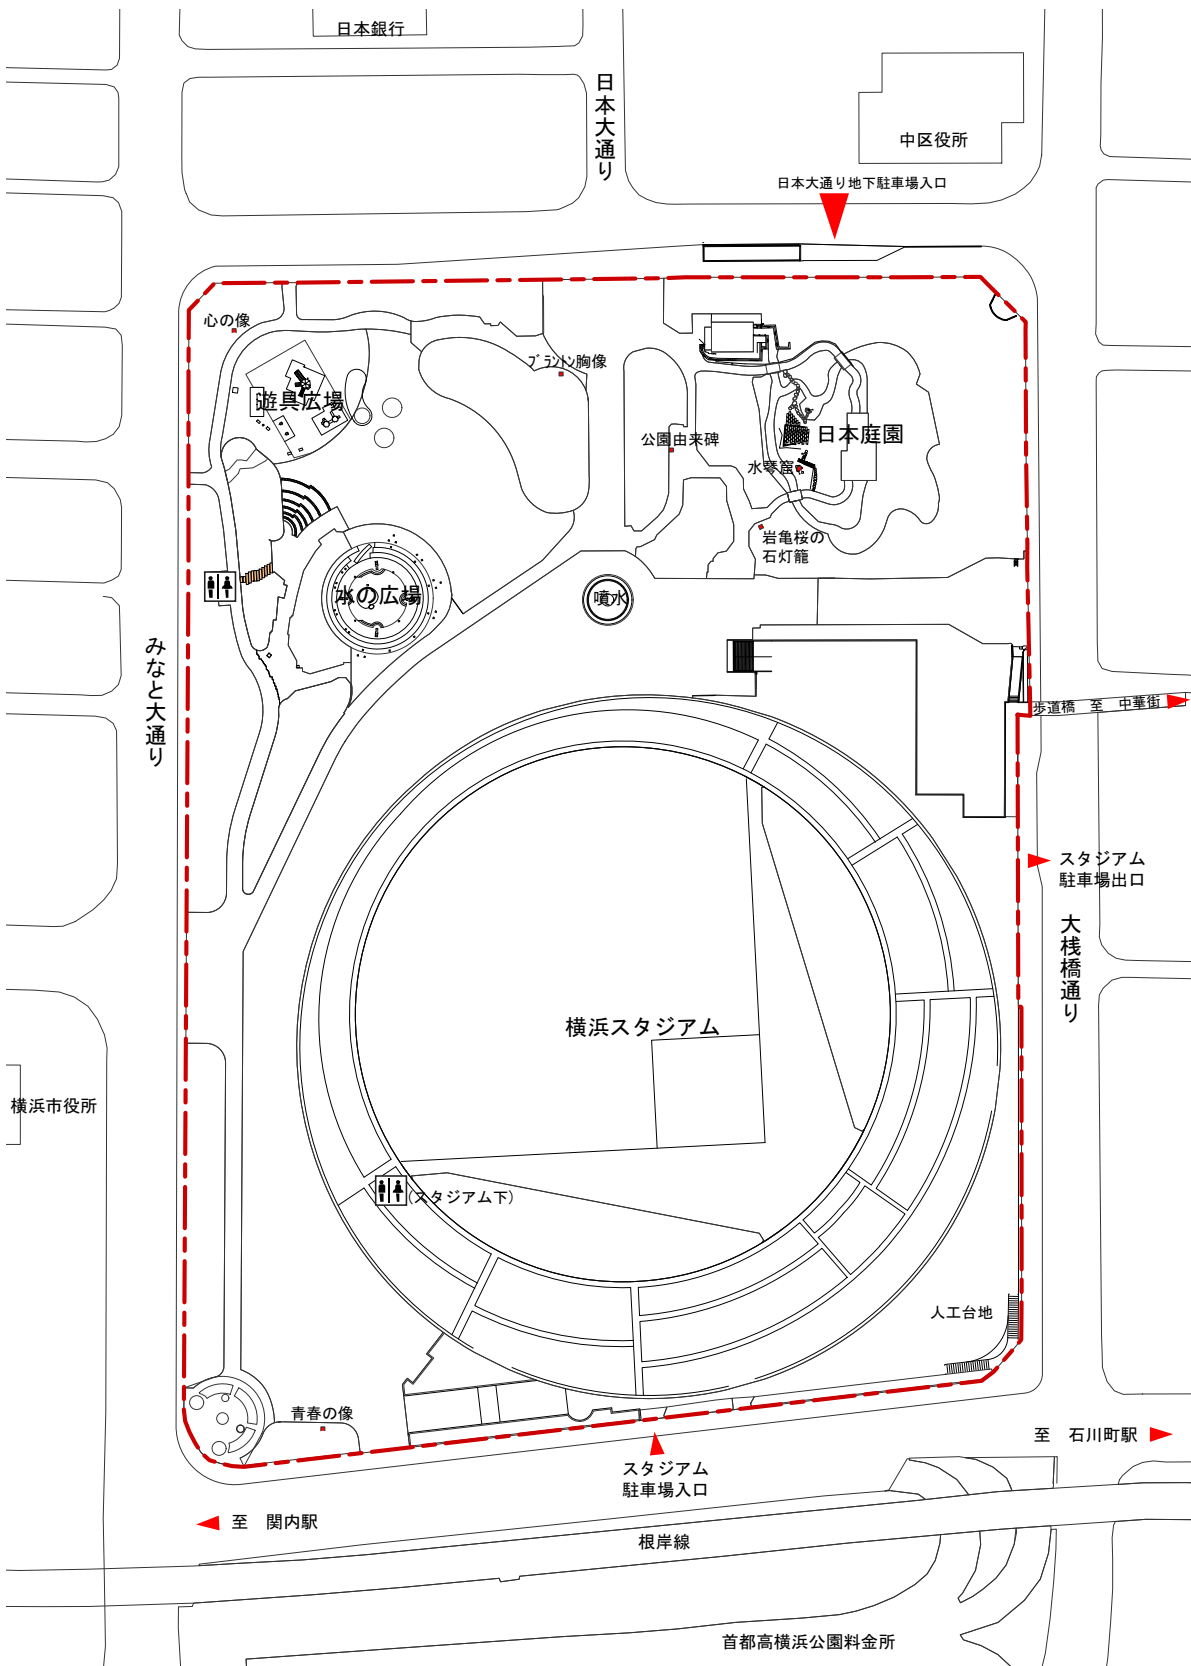 日本銀行
日本大通り
中区役所
日本大通り地下駐車場入口
心の像
ブラントン胸像
遊具広場
公園由来碑
日本庭園
水琴窟
岩亀桜の
石灯籠
水の広場
噴水
みなと大通り
歩道橋 至 中華街
スタジアム
駐車場出口
大桟橋通り
横浜スタジアム
横浜市役所
(スタジアム下)
人工台地
青春の像
至 石川町駅
スタジアム
駐車場入口
至 関内駅
根岸線
首都高横浜公園料金所